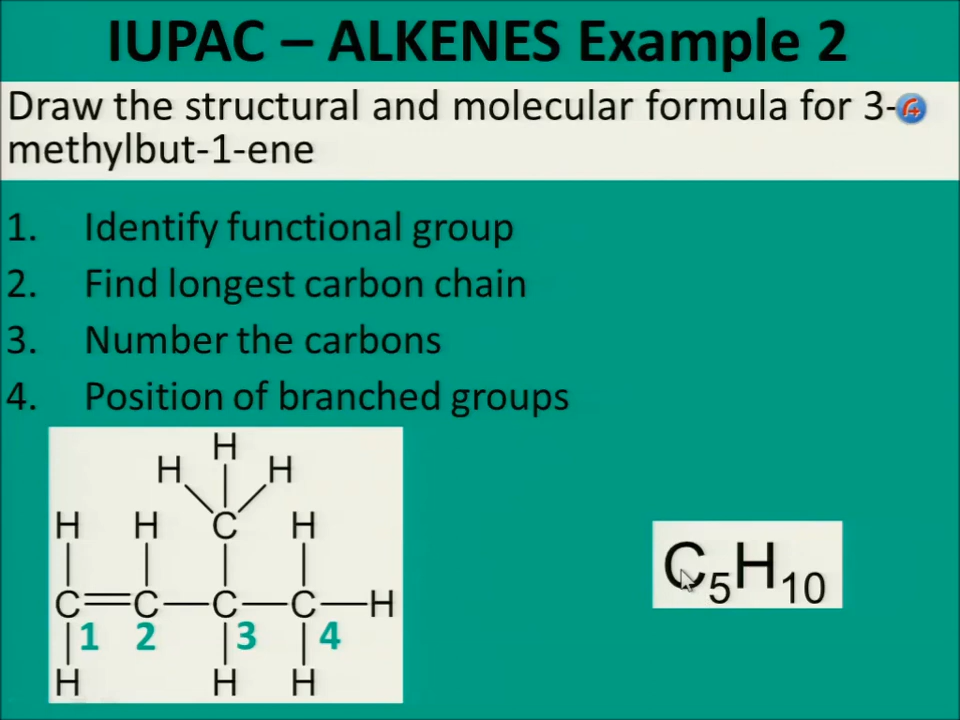 IUPAC – ALKENES Example 2
Draw the structural and molecular formula for 3-
methylbut-1-ene
1. Identify functional group
2. Find longest carbon chain
3. Number the carbons
4. Position of branched groups
H
H H
H H C H
C C C C H
1 2 3 4
H H H
C5H10